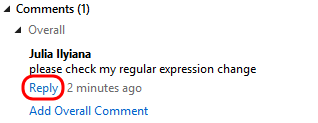 Comments (1)
Overall
Julia Ilyiana
please check my regular expression change
Reply 2 minutes ago
Add Overall Comment